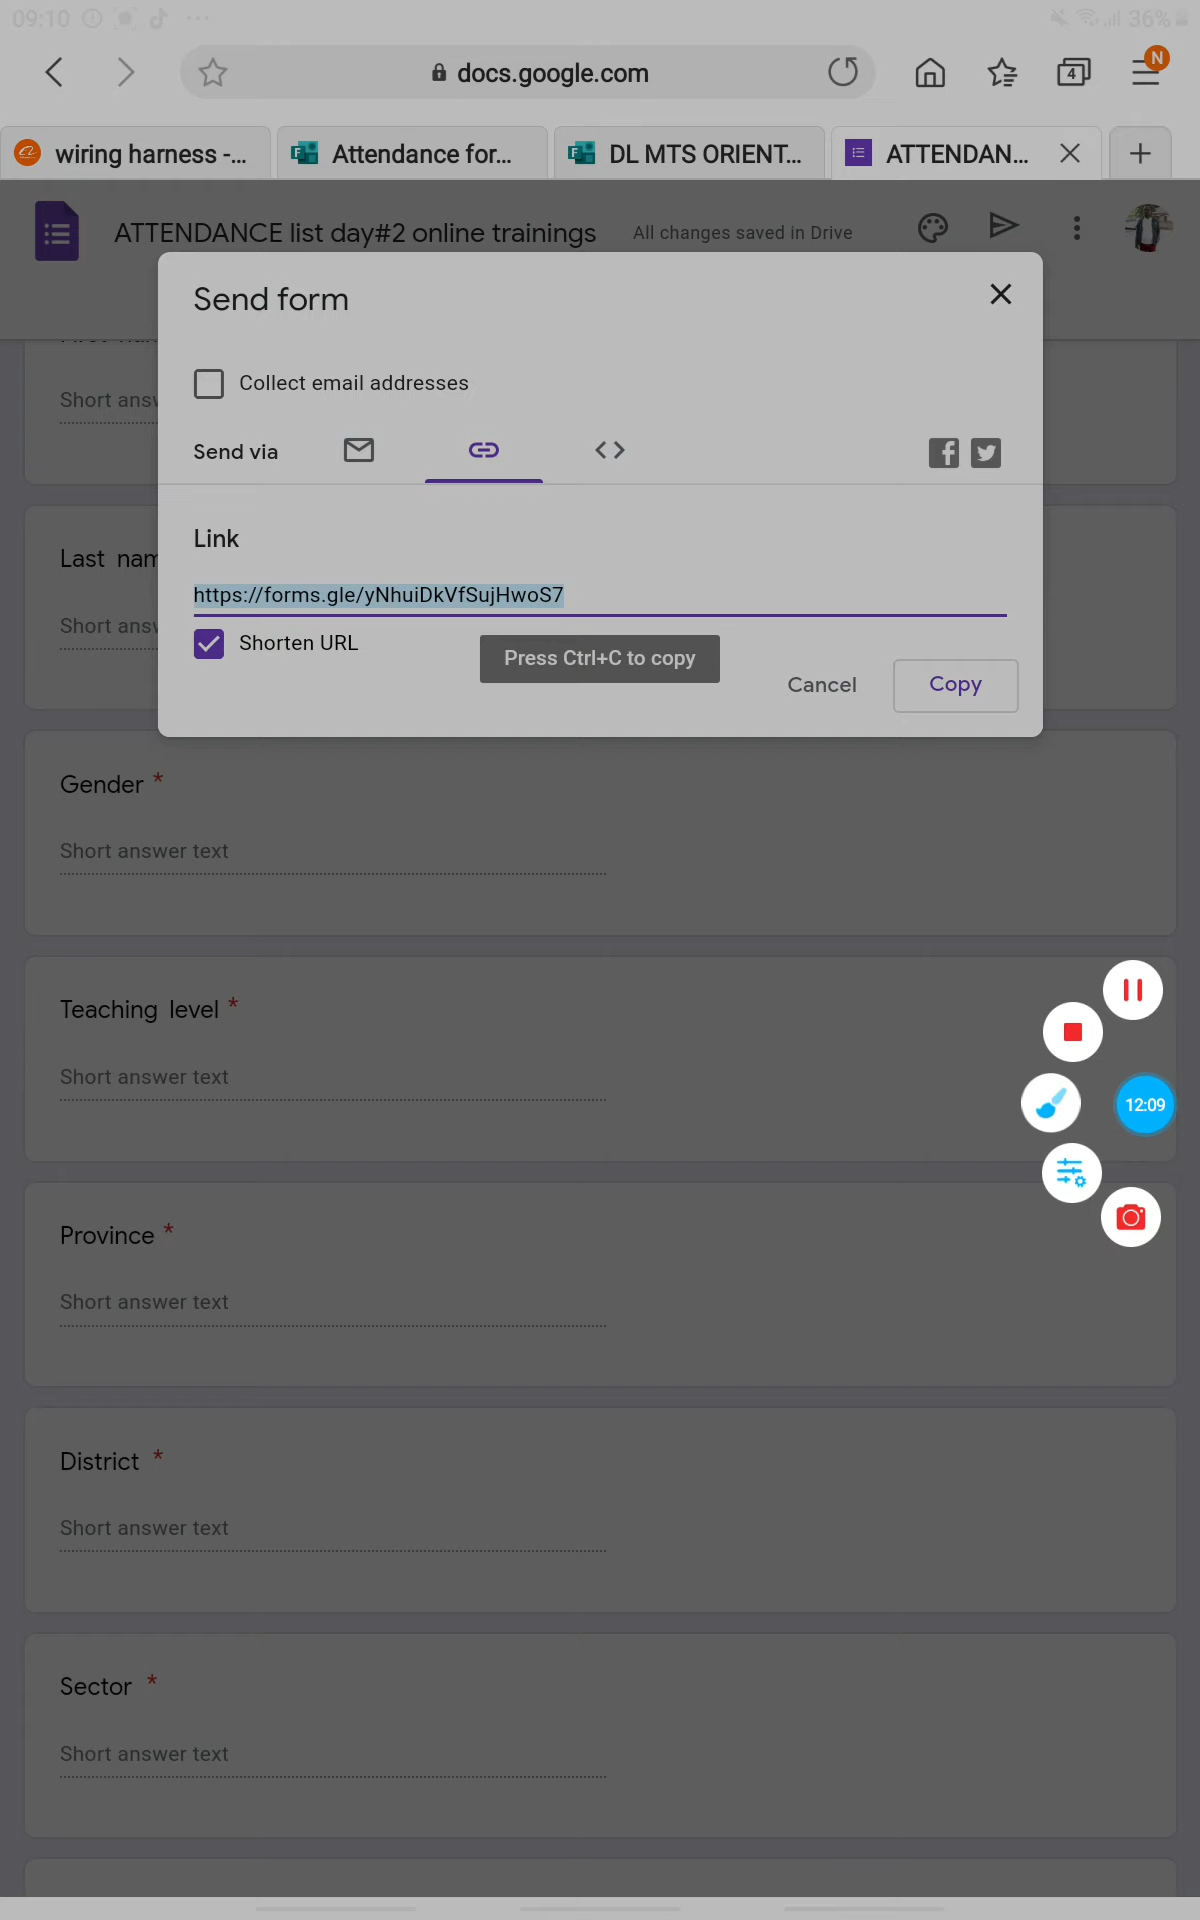 09:10
36%
docs.google.com
4
N
wiring harness -...
Attendance for...
DL MTS ORIENT...
ATTENDAN...
ATTENDANCE list day#2 online trainings
All changes saved in Drive
Send form
Collect email addresses
Short answ
Send via
Last nam
Link
https://forms.gle/yNhuiDkVfSujHwoS7
Short answ
Shorten URL
Press Ctrl+C to copy
Cancel
Copy
Gender *
Short answer text
Teaching level *
Short answer text
12:09
Province *
Short answer text
District *
Short answer text
Sector *
Short answer text